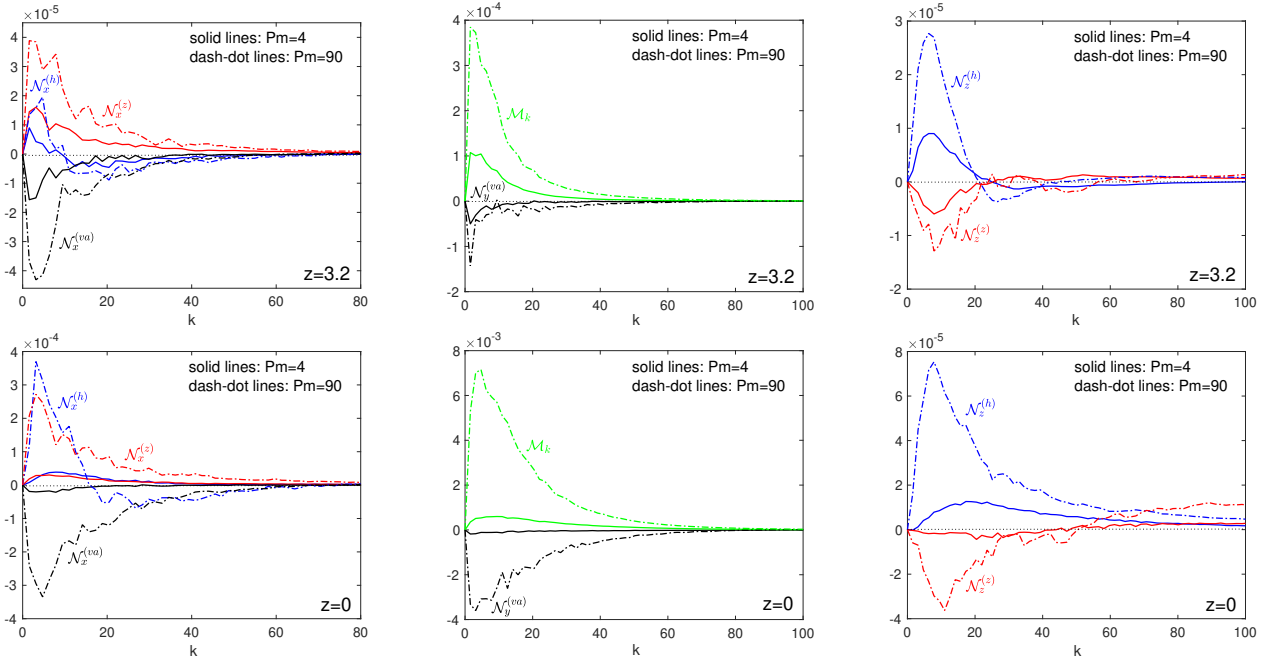 ×10⁻⁵
solid lines: Pm=4
dash-dot lines: Pm=90
𝒩ₓ⁽ʰ⁾
𝒩ₓ⁽ᶻ⁾
𝒩ₓ⁽ᵛᵃ⁾
z=3.2
4
3
2
1
0
-1
-2
-3
-4
0 20 40 60 80
k
×10⁻⁴
solid lines: Pm=4
dash-dot lines: Pm=90
ℳₖ
𝒩_y⁽ᵛᵃ⁾
z=3.2
4
3
2
1
0
-1
-2
0 20 40 60 80 100
k
×10⁻⁵
solid lines: Pm=4
dash-dot lines: Pm=90
𝒩_z⁽ʰ⁾
𝒩_z⁽ᶻ⁾
z=3.2
3
2
1
0
-1
-2
0 20 40 60 80 100
k
×10⁻⁴
solid lines: Pm=4
dash-dot lines: Pm=90
𝒩ₓ⁽ʰ⁾
𝒩ₓ⁽ᶻ⁾
𝒩ₓ⁽ᵛᵃ⁾
z=0
4
3
2
1
0
-1
-2
-3
-4
0 20 40 60 80
k
×10⁻³
solid lines: Pm=4
dash-dot lines: Pm=90
ℳₖ
𝒩_y⁽ᵛᵃ⁾
z=0
8
6
4
2
0
-2
-4
0 20 40 60 80 100
k
×10⁻⁵
solid lines: Pm=4
dash-dot lines: Pm=90
𝒩_z⁽ʰ⁾
𝒩_z⁽ᶻ⁾
z=0
8
6
4
2
0
-2
-4
0 20 40 60 80 100
k